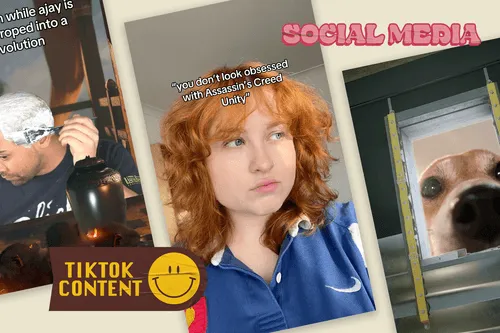 while ajay is
roped into a
volution
"you don't look obsessed
with Assassin's Creed
Unity"
SOCIAL MEDIA
TIKTOK
CONTENT